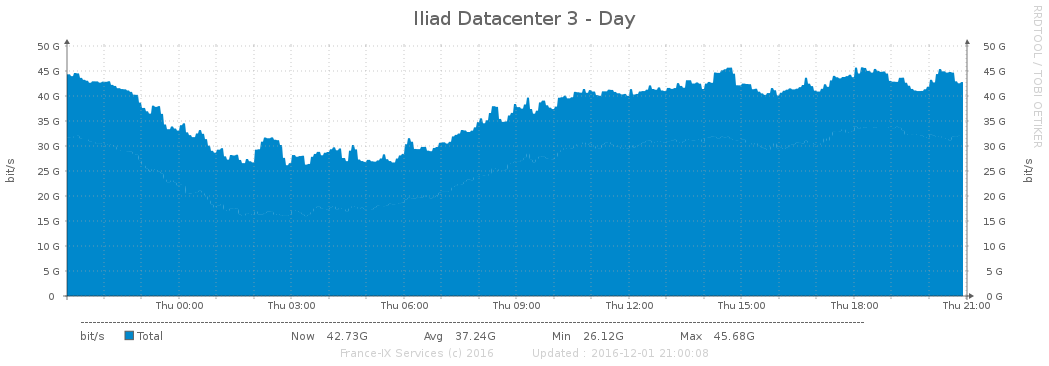 Iliad Datacenter 3 - Day
RRDTOOL / TOBI OETIKER
50 G 50 G
45 G 45 G
40 G 40 G
35 G 35 G
30 G 30 G
25 G 25 G
20 G 20 G
15 G 15 G
10 G 10 G
5 G 5 G
0 0 G
bit/s bit/s
Thu 00:00 Thu 03:00 Thu 06:00 Thu 09:00 Thu 12:00 Thu 15:00 Thu 18:00 Thu 21:00
bit/s Total Now 42.73G Avg 37.24G Min 26.12G Max 45.68G
France-IX Services (c) 2016 Updated : 2016-12-01 21:00:08